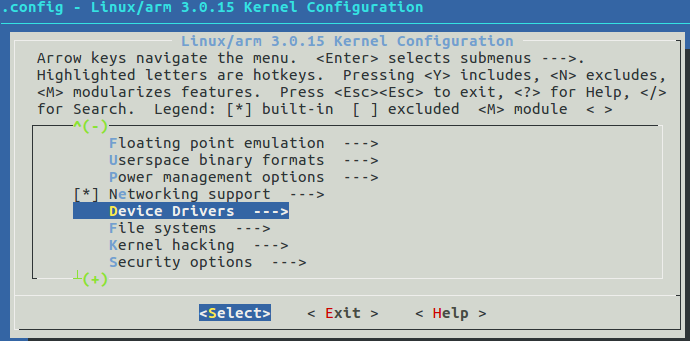 .config - Linux/arm 3.0.15 Kernel Configuration
Linux/arm 3.0.15 Kernel Configuration
Arrow keys navigate the menu.  <Enter> selects submenus --->.
Highlighted letters are hotkeys.  Pressing <Y> includes, <N> excludes,
<M> modularizes features.  Press <Esc><Esc> to exit, <?> for Help, </>
for Search.  Legend: [*] built-in  [ ] excluded  <M> module  < >
^(-)
Floating point emulation  --->
Userspace binary formats  --->
Power management options  --->
[*] Networking support  --->
Device Drivers  --->
File systems  --->
Kernel hacking  --->
Security options  --->
┴(+)
<Select>    < Exit >    < Help >